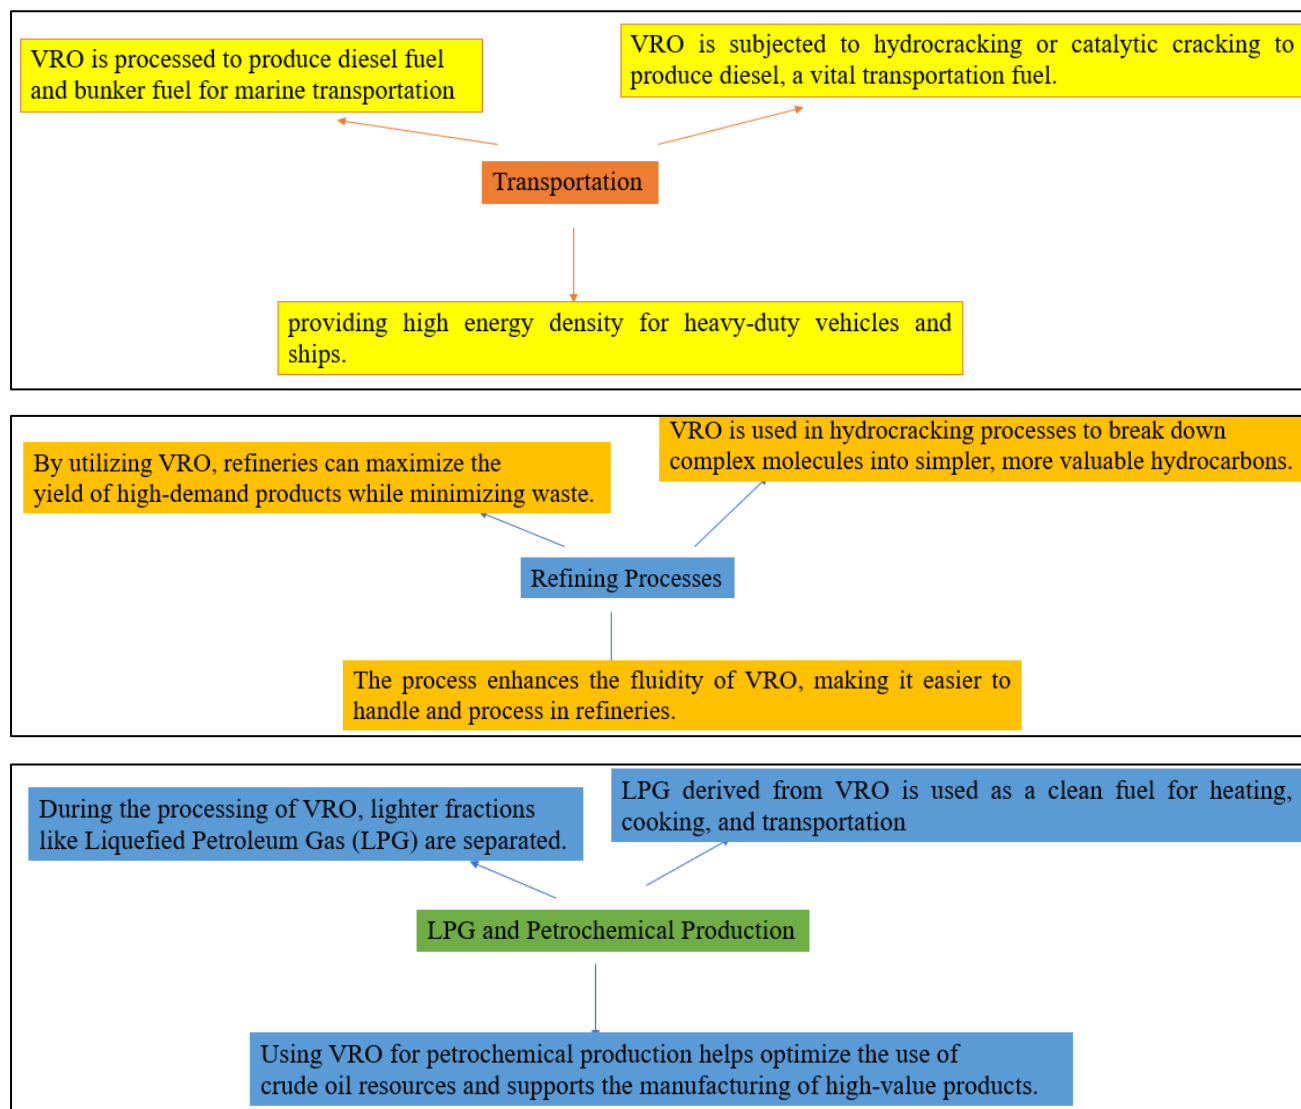 VRO is processed to produce diesel fuel
and bunker fuel for marine transportation
VRO is subjected to hydrocracking or catalytic cracking to
produce diesel, a vital transportation fuel.
Transportation
providing high energy density for heavy-duty vehicles and
ships.
By utilizing VRO, refineries can maximize the
yield of high-demand products while minimizing waste.
VRO is used in hydrocracking processes to break down
complex molecules into simpler, more valuable hydrocarbons.
Refining Processes
The process enhances the fluidity of VRO, making it easier to
handle and process in refineries.
During the processing of VRO, lighter fractions
like Liquefied Petroleum Gas (LPG) are separated.
LPG derived from VRO is used as a clean fuel for heating,
cooking, and transportation
LPG and Petrochemical Production
Using VRO for petrochemical production helps optimize the use of
crude oil resources and supports the manufacturing of high-value products.